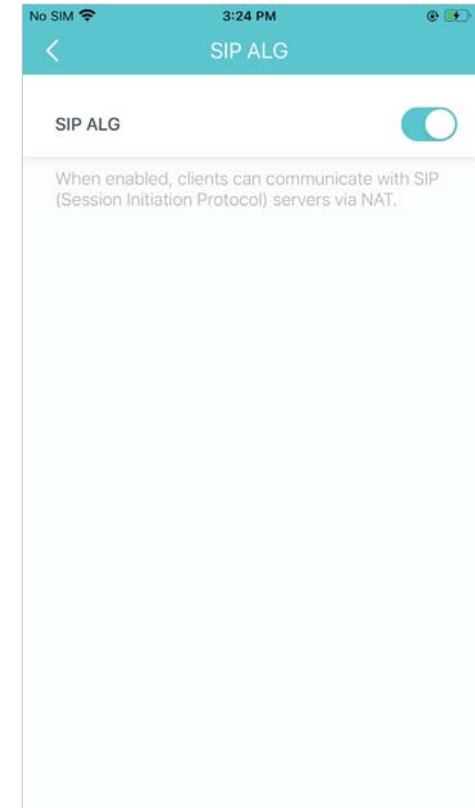 No SIM 3:24 PM
SIP ALG
SIP ALG
When enabled, clients can communicate with SIP
(Session Initiation Protocol) servers via NAT.